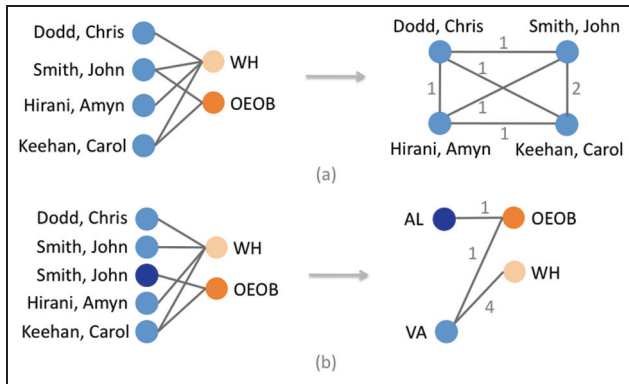 Dodd, Chris
Smith, John
Hirani, Amyn
Keehan, Carol
WH
OEOB
Dodd, Chris
Smith, John
1
1
1
2
1
1
Hirani, Amyn
Keehan, Carol
(a)
Dodd, Chris
Smith, John
Smith, John
Hirani, Amyn
Keehan, Carol
WH
OEOB
AL
1
OEOB
1
WH
4
VA
(b)